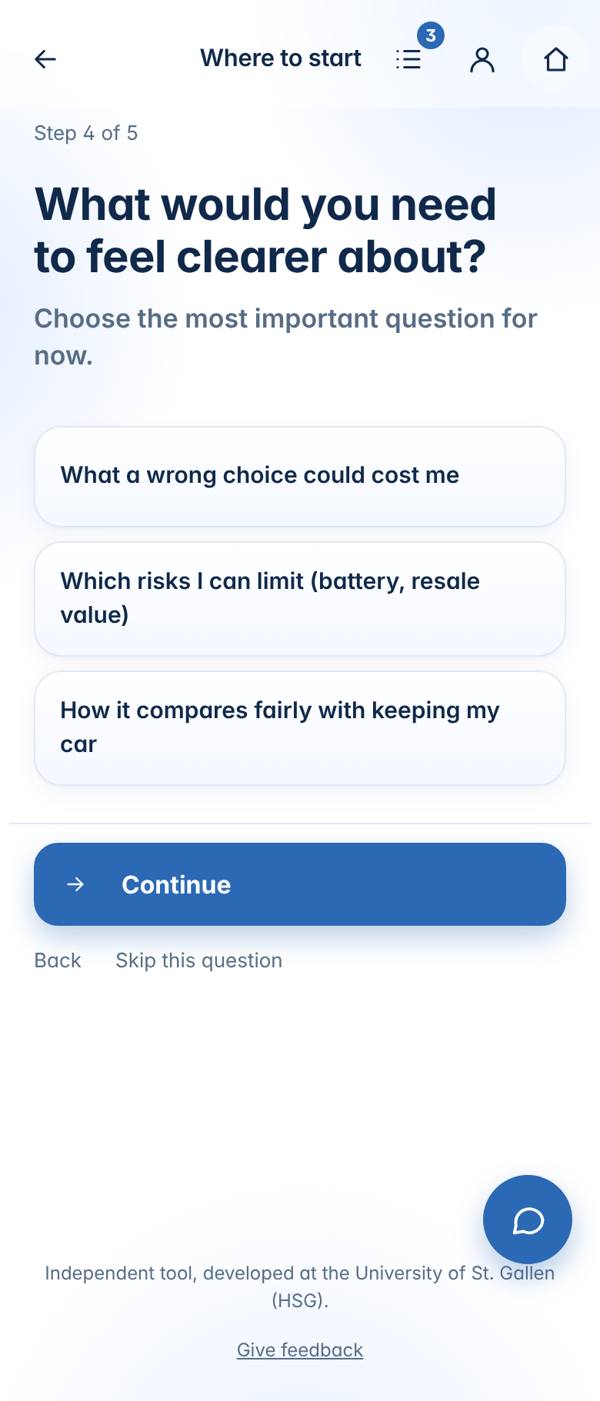 3
Where to start
Step 4 of 5
What would you need
to feel clearer about?
Choose the most important question for
now.
What a wrong choice could cost me
Which risks I can limit (battery, resale
value)
How it compares fairly with keeping my
car
Continue
Back Skip this question
Independent tool, developed at the University of St. Gallen
(HSG).
Give feedback